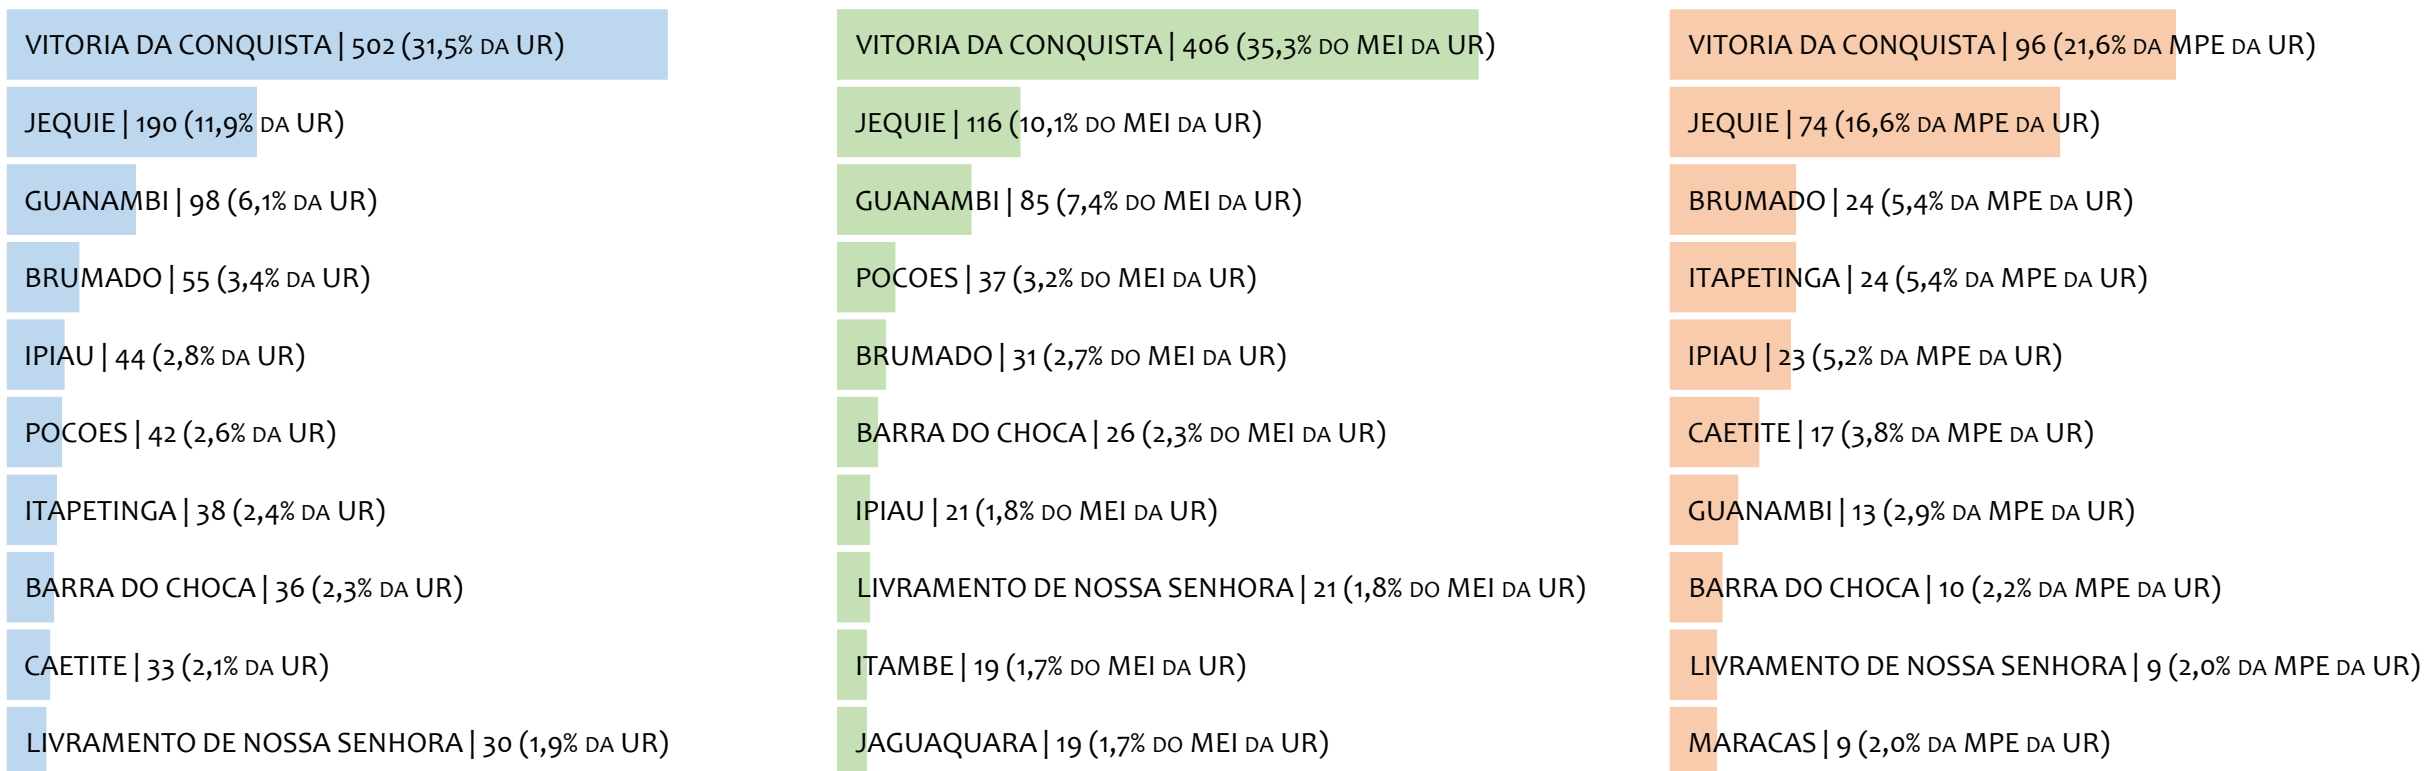 VITORIA DA CONQUISTA | 502 (31,5% DA UR)
JEQUIE | 190 (11,9% DA UR)
GUANAMBI | 98 (6,1% DA UR)
BRUMADO | 55 (3,4% DA UR)
IPIAU | 44 (2,8% DA UR)
POCOES | 42 (2,6% DA UR)
ITAPETINGA | 38 (2,4% DA UR)
BARRA DO CHOCA | 36 (2,3% DA UR)
CAETITE | 33 (2,1% DA UR)
LIVRAMENTO DE NOSSA SENHORA | 30 (1,9% DA UR)
VITORIA DA CONQUISTA | 406 (35,3% DO MEI DA UR)
JEQUIE | 116 (10,1% DO MEI DA UR)
GUANAMBI | 85 (7,4% DO MEI DA UR)
POCOES | 37 (3,2% DO MEI DA UR)
BRUMADO | 31 (2,7% DO MEI DA UR)
BARRA DO CHOCA | 26 (2,3% DO MEI DA UR)
IPIAU | 21 (1,8% DO MEI DA UR)
LIVRAMENTO DE NOSSA SENHORA | 21 (1,8% DO MEI DA UR)
ITAMBE | 19 (1,7% DO MEI DA UR)
JAGUAQUARA | 19 (1,7% DO MEI DA UR)
VITORIA DA CONQUISTA | 96 (21,6% DA MPE DA UR)
JEQUIE | 74 (16,6% DA MPE DA UR)
BRUMADO | 24 (5,4% DA MPE DA UR)
ITAPETINGA | 24 (5,4% DA MPE DA UR)
IPIAU | 23 (5,2% DA MPE DA UR)
CAETITE | 17 (3,8% DA MPE DA UR)
GUANAMBI | 13 (2,9% DA MPE DA UR)
BARRA DO CHOCA | 10 (2,2% DA MPE DA UR)
LIVRAMENTO DE NOSSA SENHORA | 9 (2,0% DA MPE DA UR)
MARACAS | 9 (2,0% DA MPE DA UR)